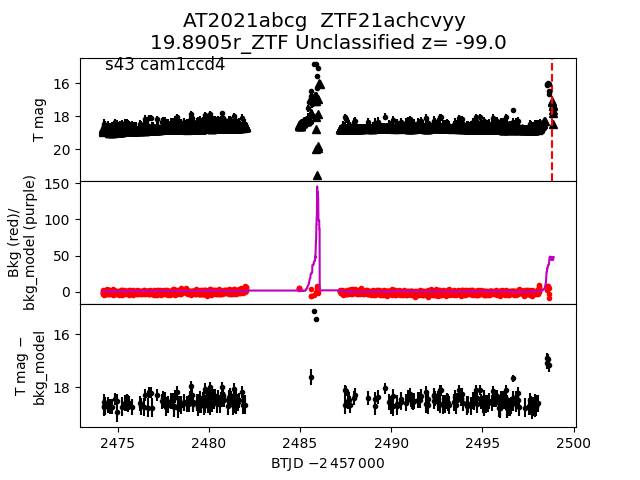 AT2021abcg  ZTF21achcvyy
19.8905r_ZTF Unclassified z= -99.0
s43 cam1ccd4
T mag
16
18
20
Bkg (red)/
bkg_model (purple)
150
100
50
0
T mag −
bkg_model
16
18
2475
2480
2485
2490
2495
2500
BTJD −2 457 000